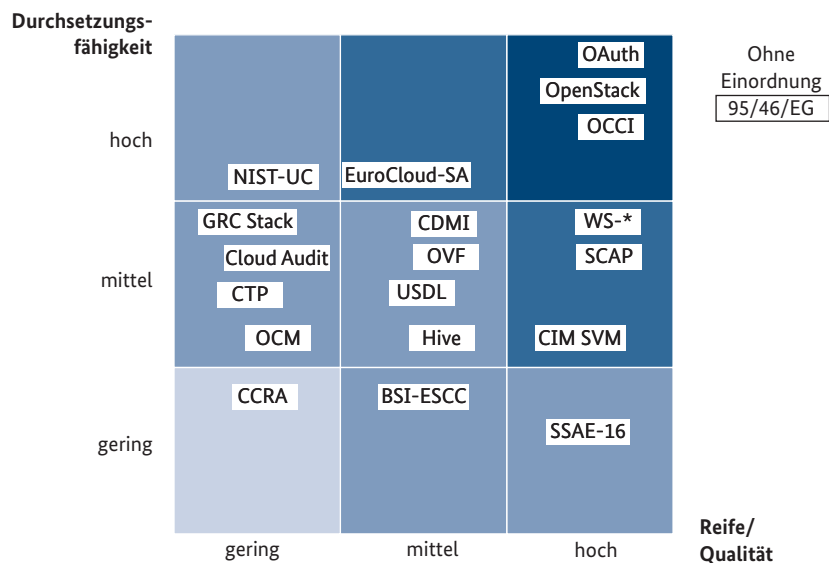 Durchsetzungs-
fähigkeit
OAuth
OpenStack
OCCI
Ohne
Einordnung
95/46/EG
hoch
NIST-UC
EuroCloud-SA
GRC Stack
CDMI
WS-*
Cloud Audit
OVF
SCAP
mittel
CTP
USDL
OCM
Hive
CIM SVM
CCRA
BSI-ESCC
SSAE-16
gering
gering
mittel
hoch
Reife/
Qualität